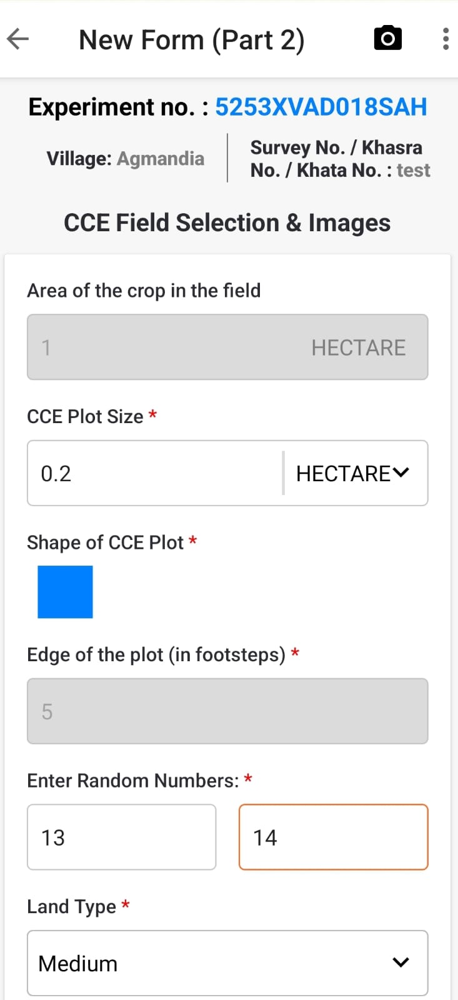 New Form (Part 2)
Experiment no. : 5253XVAD018SAH
Village: Agmandia
Survey No. / Khasra
No. / Khata No. : test
CCE Field Selection & Images
Area of the crop in the field
1 HECTARE
CCE Plot Size *
0.2 HECTARE
Shape of CCE Plot *
Edge of the plot (in footsteps) *
5
Enter Random Numbers: *
13 14
Land Type *
Medium